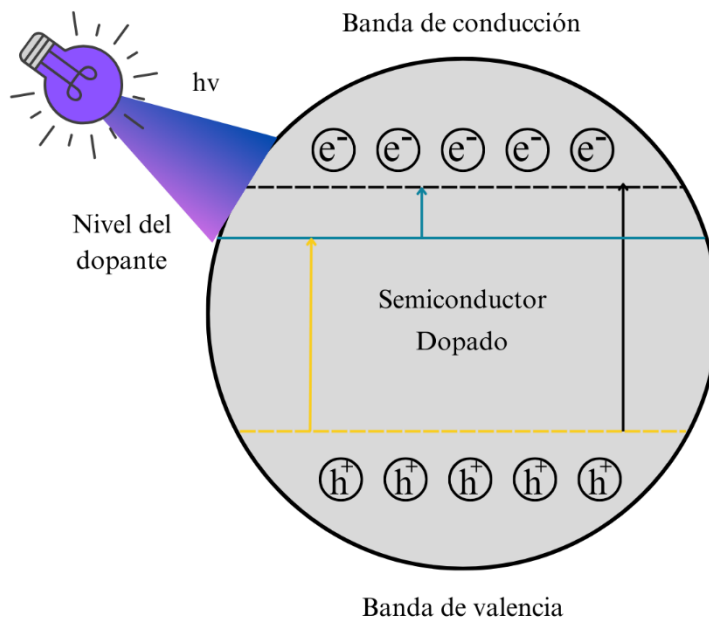 Banda de conducción
hv
e⁻ e⁻ e⁻ e⁻ e⁻
Nivel del
dopante
Semiconductor
Dopado
h⁺ h⁺ h⁺ h⁺ h⁺
Banda de valencia